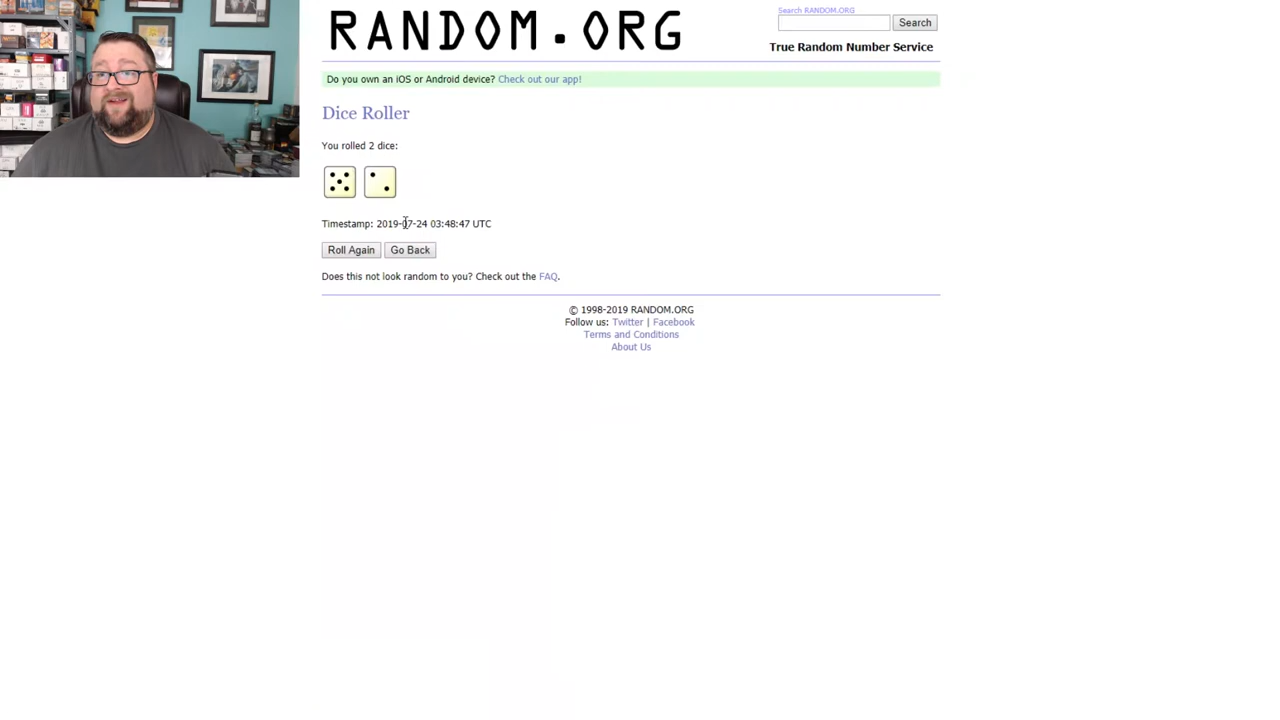 RANDOM.ORG
Search RANDOM.ORG
Search
True Random Number Service
Do you own an iOS or Android device? Check out our app!
Dice Roller
You rolled 2 dice:
Timestamp: 2019-07-24 03:48:47 UTC
Roll Again Go Back
Does this not look random to you? Check out the FAQ.
© 1998-2019 RANDOM.ORG
Follow us: Twitter | Facebook
Terms and Conditions
About Us